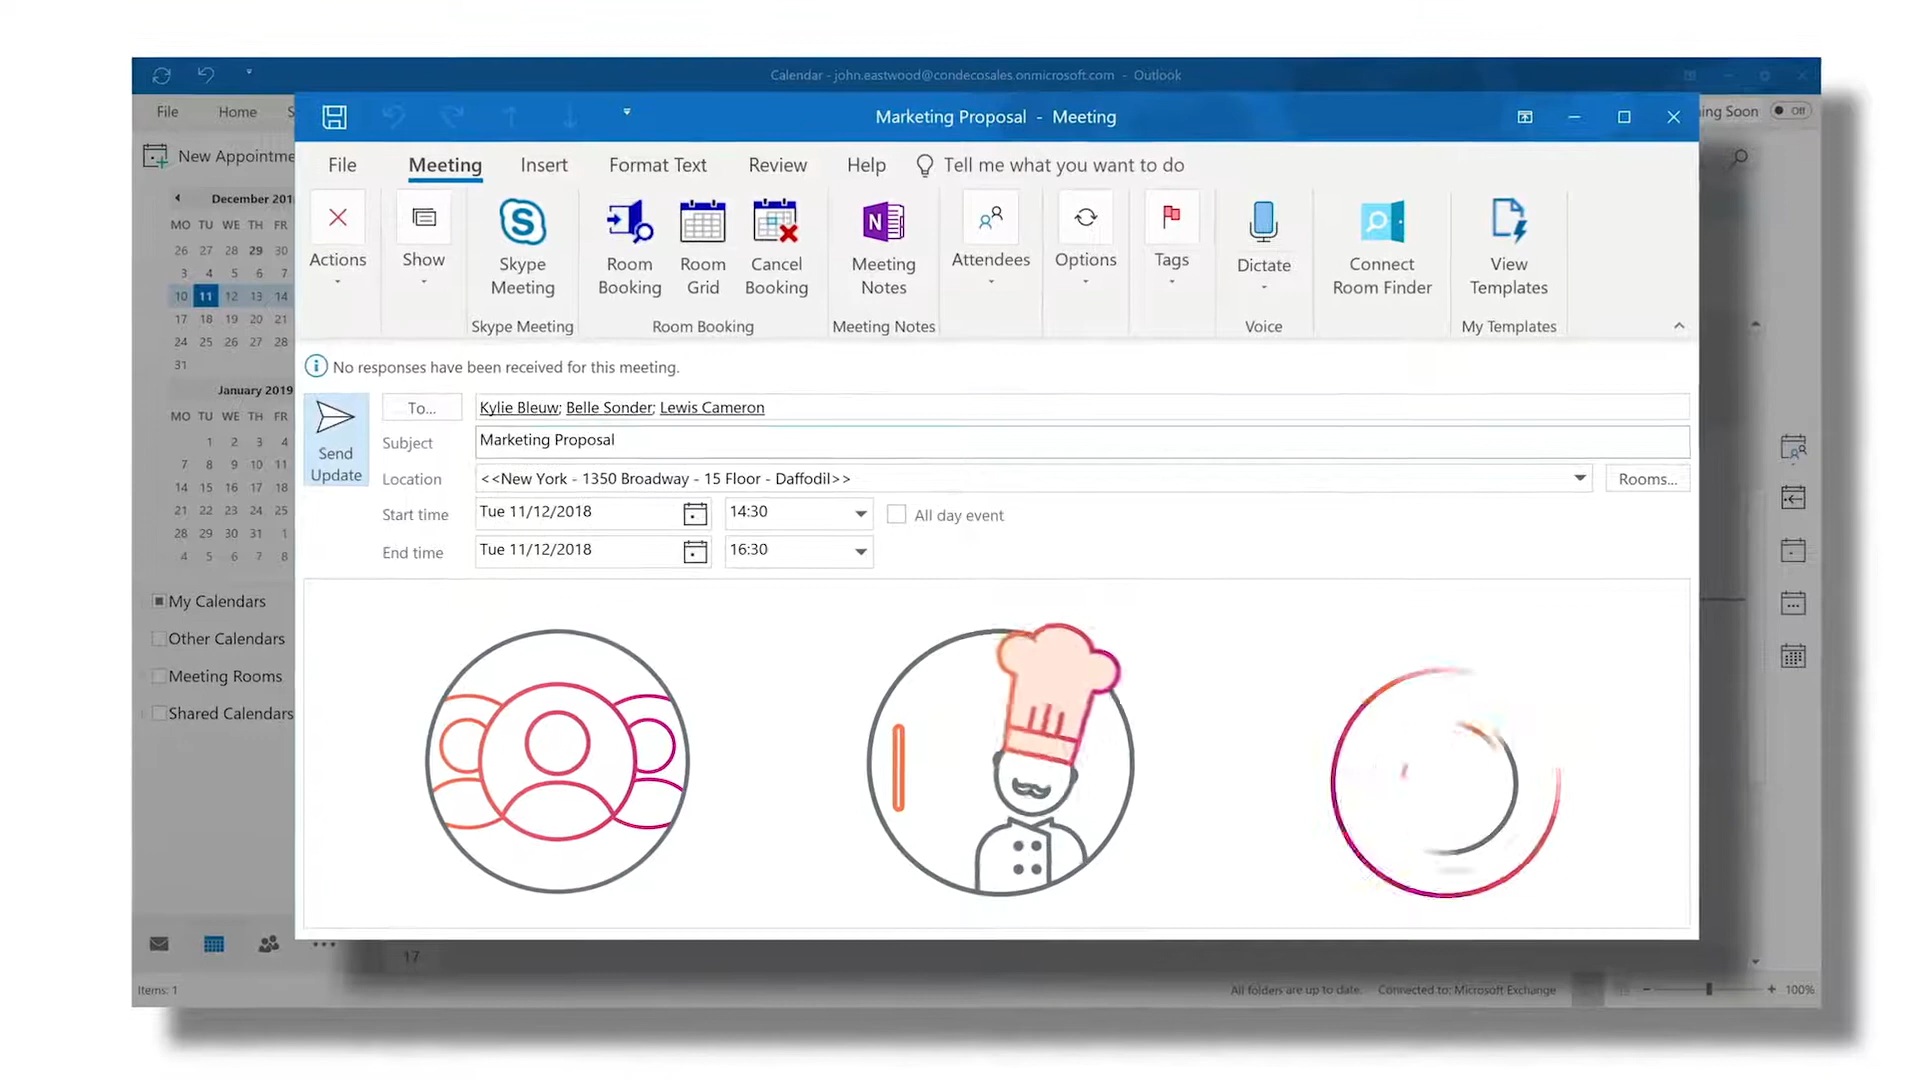 Calendar - john.eastwood@condecosales.onmicrosoft.com - Outlook
Marketing Proposal - Meeting
File Home
Soon Off
File Meeting Insert Format Text Review Help Tell me what you want to do
New Appointme
Actions
Show
Skype Meeting
Room Booking
Room Grid
Cancel Booking
Meeting Notes
Attendees
Options
Tags
Dictate
Connect Room Finder
View Templates
Skype Meeting
Room Booking
Meeting Notes
Voice
My Templates
December 201
MO TU WE TH FR
26 27 28 29 30
3 4 5 6 7
10 11 12 13 14
17 18 19 20 21
24 25 26 27 28
31
January 2019
MO TU WE TH FR
1 2 3 4
7 8 9 10 11
14 15 16 17 18
21 22 23 24 25
28 29 30 31 1
4 5 6 7 8
My Calendars
Other Calendars
Meeting Rooms
Shared Calendars
No responses have been received for this meeting.
Send Update
To... Kylie Bleuw; Belle Sonder; Lewis Cameron
Subject Marketing Proposal
Location <<New York - 1350 Broadway - 15 Floor - Daffodil>> Rooms...
Start time Tue 11/12/2018 14:30 All day event
End time Tue 11/12/2018 16:30
17
Items: 1
All folders are up to date. Connected to: Microsoft Exchange 100%